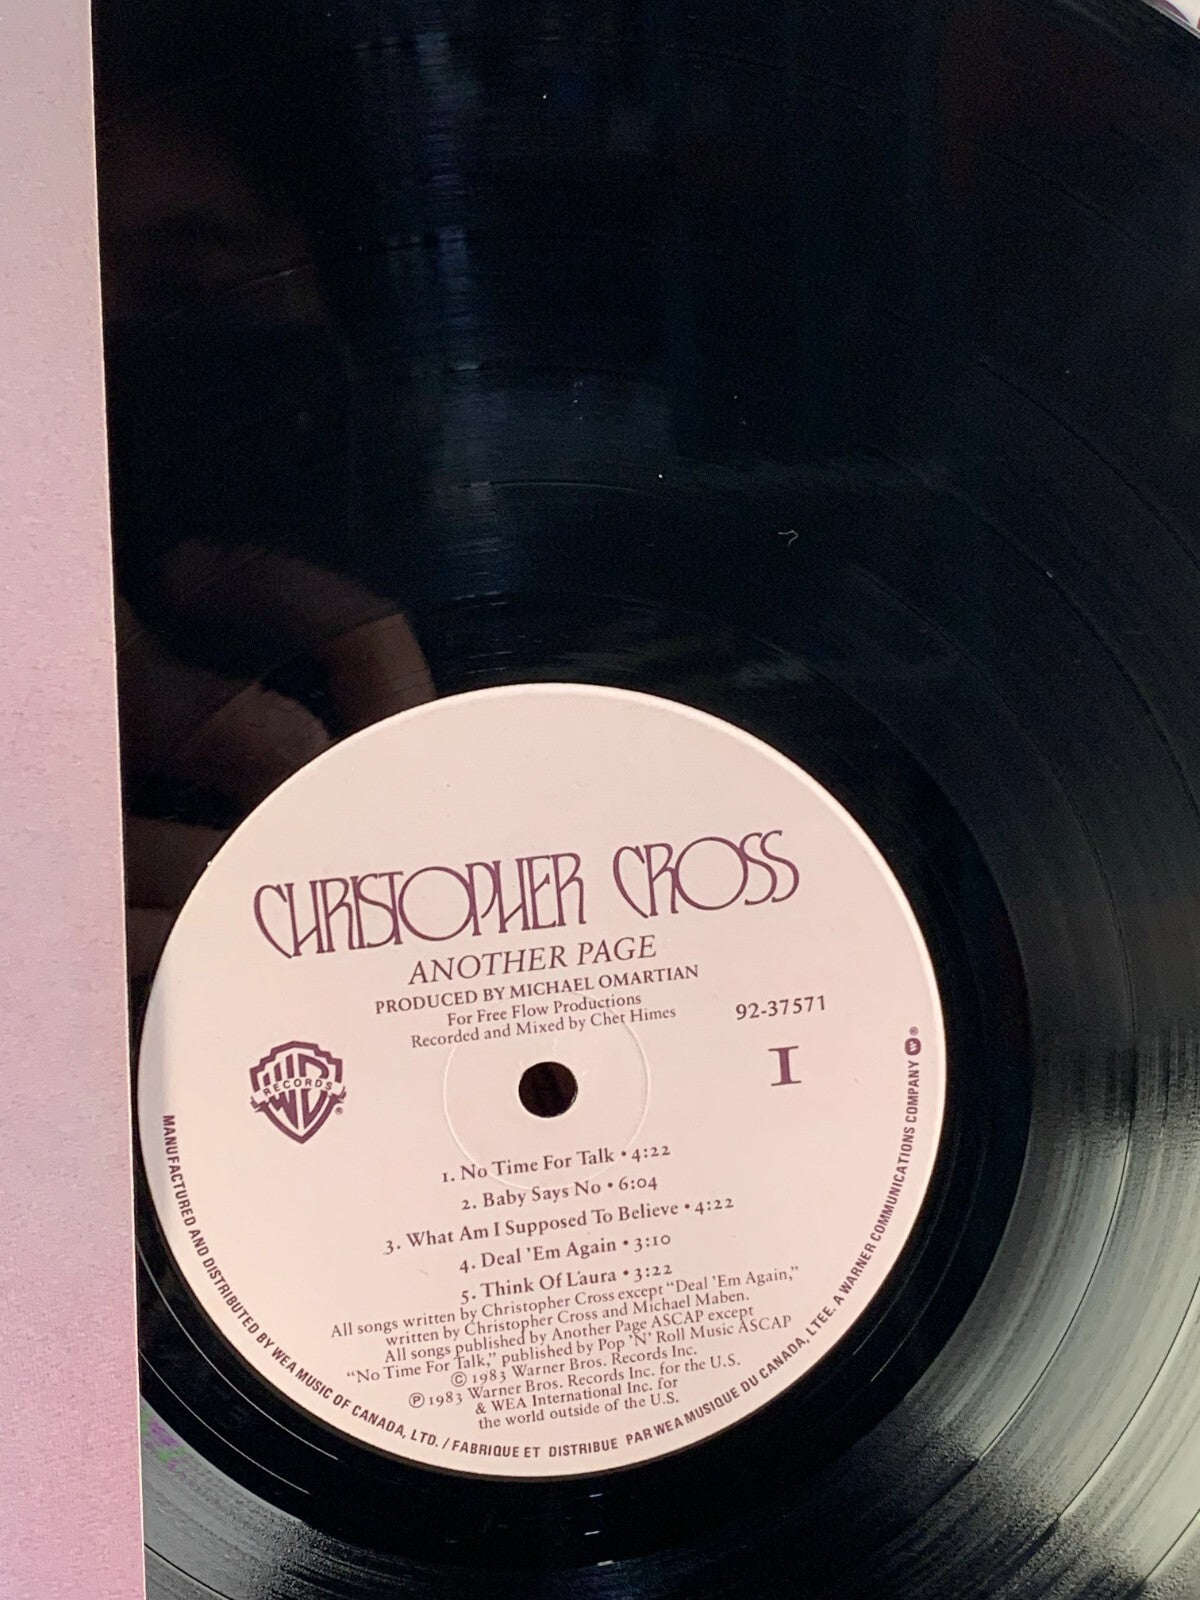 CHRISTOPHER CROSS
ANOTHER PAGE
PRODUCED BY MICHAEL OMARTIAN
For Free Flow Productions
Recorded and Mixed by Chet Himes
92-37571
I
WB
RECORDS
®
1. No Time For Talk • 4:22
2. Baby Says No • 6:04
3. What Am I Supposed To Believe • 4:22
4. Deal 'Em Again • 3:10
5. Think Of Laura • 3:22
All songs written by Christopher Cross except "Deal 'Em Again,"
written by Christopher Cross and Michael Maben.
All songs published by Another Page ASCAP except
"No Time For Talk," published by Pop 'N' Roll Music ASCAP
© 1983 Warner Bros. Records Inc.
℗ 1983 Warner Bros. Records Inc. for the U.S.
& WEA International Inc. for
the world outside of the U.S.
MANUFACTURED AND DISTRIBUTED BY WEA MUSIC OF CANADA, LTD. / FABRIQUE ET DISTRIBUE PAR WEA MUSIQUE DU CANADA, LTEE. A WARNER COMMUNICATIONS COMPANY W ®